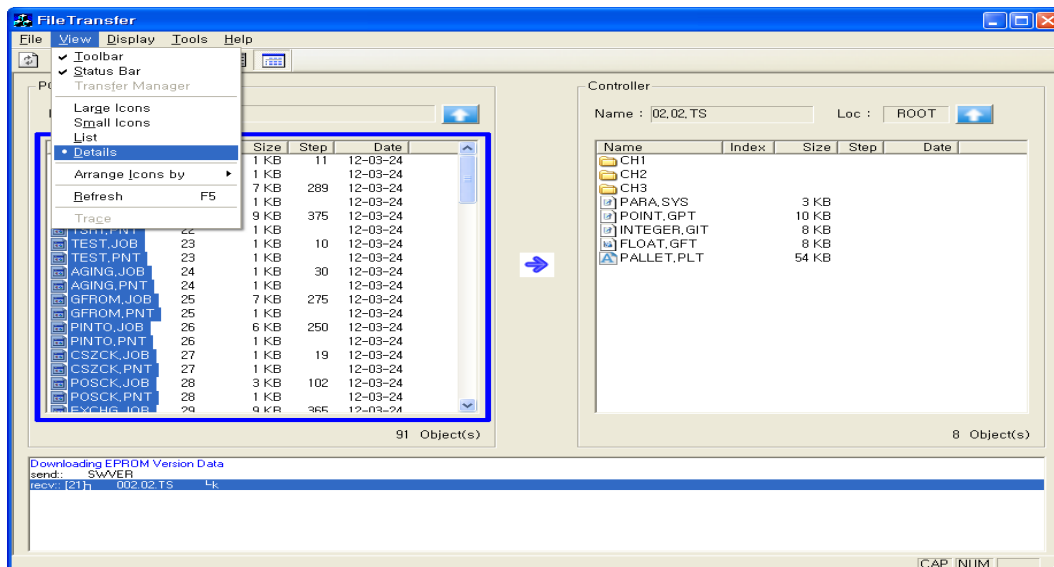 FileTransfer
File View Display Tools Help
Toolbar
Status Bar
Transfer Manager
Large Icons
Small Icons
List
Details
Arrange Icons by
Refresh F5
Trace
Size Step Date
1 KB 11 12-03-24
1 KB 12-03-24
7 KB 289 12-03-24
1 KB 12-03-24
9 KB 375 12-03-24
22 1 KB 12-03-24
TEST,JOB 23 1 KB 10 12-03-24
TEST,PNT 23 1 KB 12-03-24
AGING,JOB 24 1 KB 30 12-03-24
AGING,PNT 24 1 KB 12-03-24
GFROM,JOB 25 7 KB 275 12-03-24
GFROM,PNT 25 1 KB 12-03-24
PINTO,JOB 26 6 KB 250 12-03-24
PINTO,PNT 26 1 KB 12-03-24
CSZCK,JOB 27 1 KB 19 12-03-24
CSZCK,PNT 27 1 KB 12-03-24
POSCK,JOB 28 3 KB 102 12-03-24
POSCK,PNT 28 1 KB 12-03-24
EXCHG,JOB 29 9 KB 365 12-03-24
91 Object(s)
Controller
Name : 02,02,TS Loc : ROOT
Name Index Size Step Date
CH1
CH2
CH3
PARA,SYS 3 KB
POINT,GPT 10 KB
INTEGER,GIT 8 KB
FLOAT,GFT 8 KB
PALLET,PLT 54 KB
8 Object(s)
Downloading EPROM Version Data
send:: SWVER
recv:: [21] 002.02.TS
CAP NUM